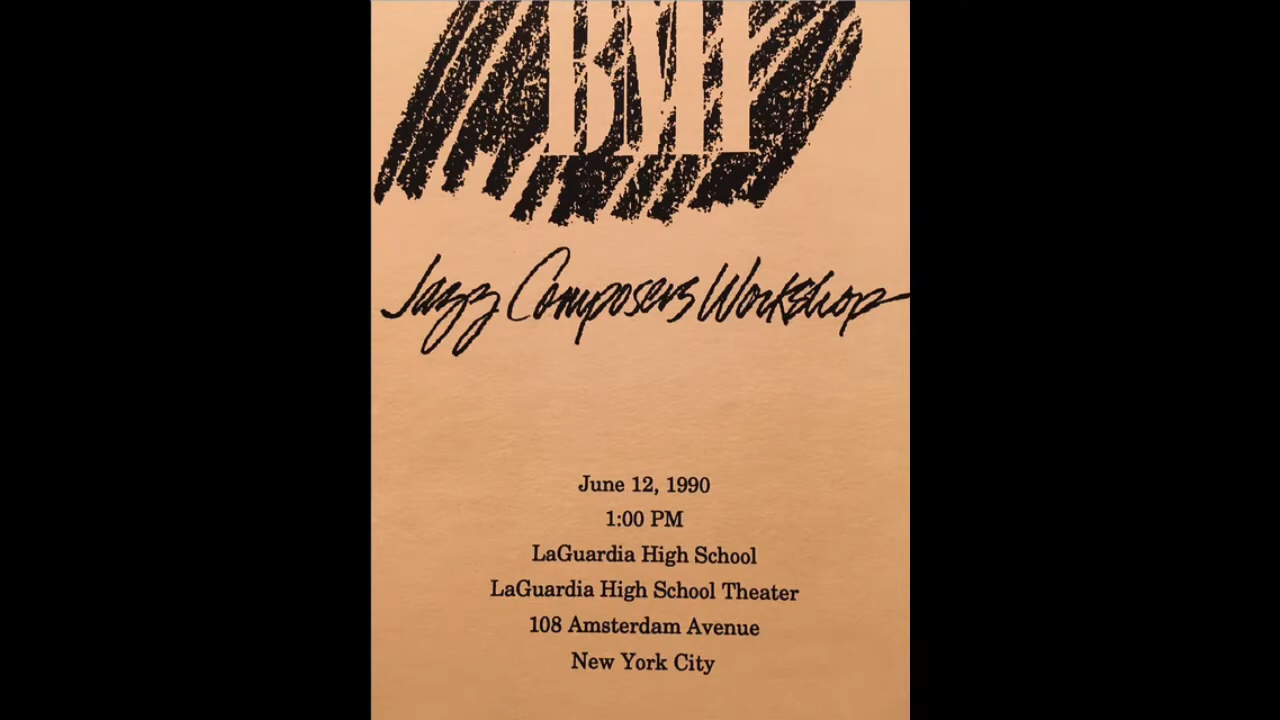 BMI
Jazz Composers Workshop
June 12, 1990
1:00 PM
LaGuardia High School
LaGuardia High School Theater
108 Amsterdam Avenue
New York City